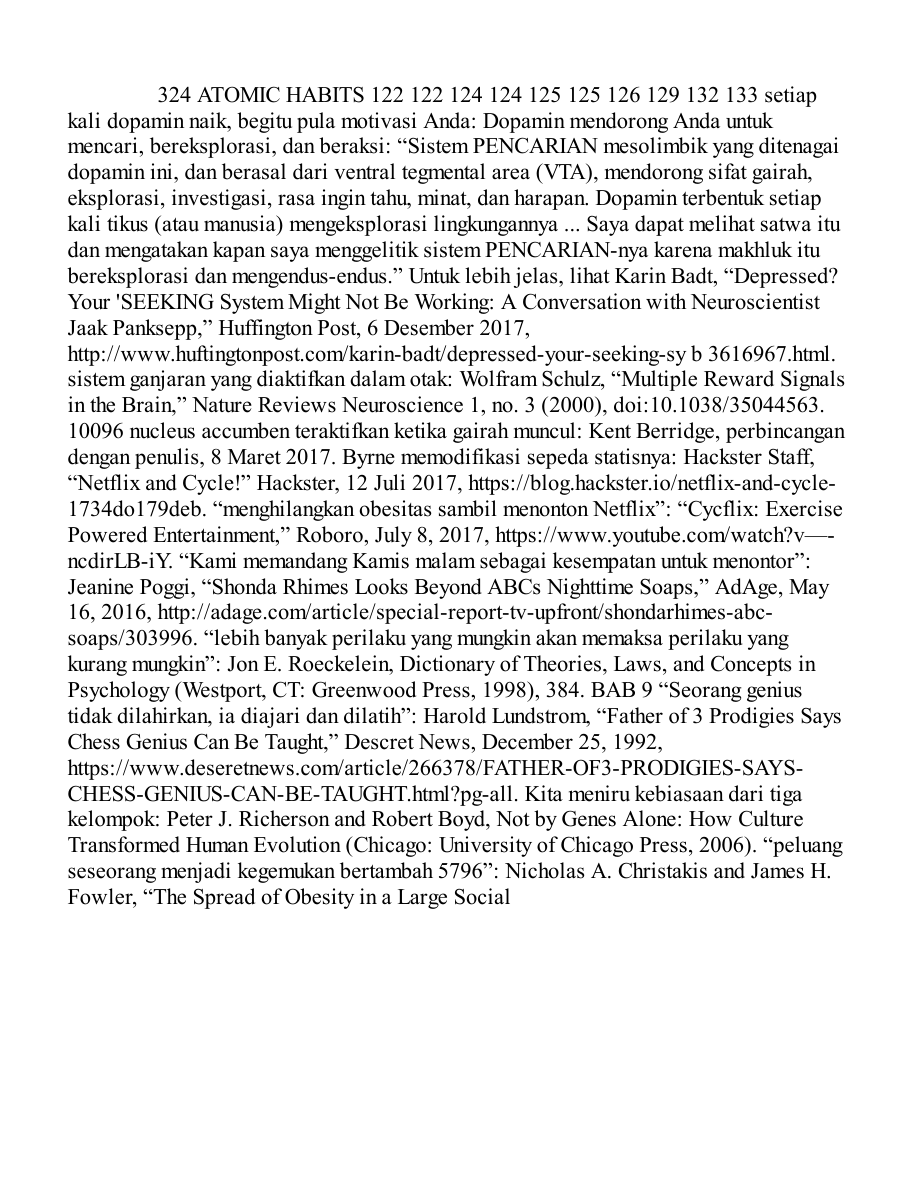 324 ATOMIC HABITS 122 122 124 124 125 125 126 129 132 133 setiap
kali dopamin naik, begitu pula motivasi Anda: Dopamin mendorong Anda untuk
mencari, bereksplorasi, dan beraksi: “Sistem PENCARIAN mesolimbik yang ditenagai
dopamin ini, dan berasal dari ventral tegmental area (VTA), mendorong sifat gairah,
eksplorasi, investigasi, rasa ingin tahu, minat, dan harapan. Dopamin terbentuk setiap
kali tikus (atau manusia) mengeksplorasi lingkungannya ... Saya dapat melihat satwa itu
dan mengatakan kapan saya menggelitik sistem PENCARIAN-nya karena makhluk itu
bereksplorasi dan mengendus-endus.” Untuk lebih jelas, lihat Karin Badt, “Depressed?
Your 'SEEKING System Might Not Be Working: A Conversation with Neuroscientist
Jaak Panksepp,” Huffington Post, 6 Desember 2017,
http://www.huftingtonpost.com/karin-badt/depressed-your-seeking-sy b 3616967.html.
sistem ganjaran yang diaktifkan dalam otak: Wolfram Schulz, “Multiple Reward Signals
in the Brain,” Nature Reviews Neuroscience 1, no. 3 (2000), doi:10.1038/35044563.
10096 nucleus accumben teraktifkan ketika gairah muncul: Kent Berridge, perbincangan
dengan penulis, 8 Maret 2017. Byrne memodifikasi sepeda statisnya: Hackster Staff,
“Netflix and Cycle!” Hackster, 12 Juli 2017, https://blog.hackster.io/netflix-and-cycle-
1734do179deb. “menghilangkan obesitas sambil menonton Netflix”: “Cycflix: Exercise
Powered Entertainment,” Roboro, July 8, 2017, https://www.youtube.com/watch?v—-
ncdirLB-iY. “Kami memandang Kamis malam sebagai kesempatan untuk menontor”:
Jeanine Poggi, “Shonda Rhimes Looks Beyond ABCs Nighttime Soaps,” AdAge, May
16, 2016, http://adage.com/article/special-report-tv-upfront/shondarhimes-abc-
soaps/303996. “lebih banyak perilaku yang mungkin akan memaksa perilaku yang
kurang mungkin”: Jon E. Roeckelein, Dictionary of Theories, Laws, and Concepts in
Psychology (Westport, CT: Greenwood Press, 1998), 384. BAB 9 “Seorang genius
tidak dilahirkan, ia diajari dan dilatih”: Harold Lundstrom, “Father of 3 Prodigies Says
Chess Genius Can Be Taught,” Descret News, December 25, 1992,
https://www.deseretnews.com/article/266378/FATHER-OF3-PRODIGIES-SAYS-
CHESS-GENIUS-CAN-BE-TAUGHT.html?pg-all. Kita meniru kebiasaan dari tiga
kelompok: Peter J. Richerson and Robert Boyd, Not by Genes Alone: How Culture
Transformed Human Evolution (Chicago: University of Chicago Press, 2006). “peluang
seseorang menjadi kegemukan bertambah 5796”: Nicholas A. Christakis and James H.
Fowler, “The Spread of Obesity in a Large Social